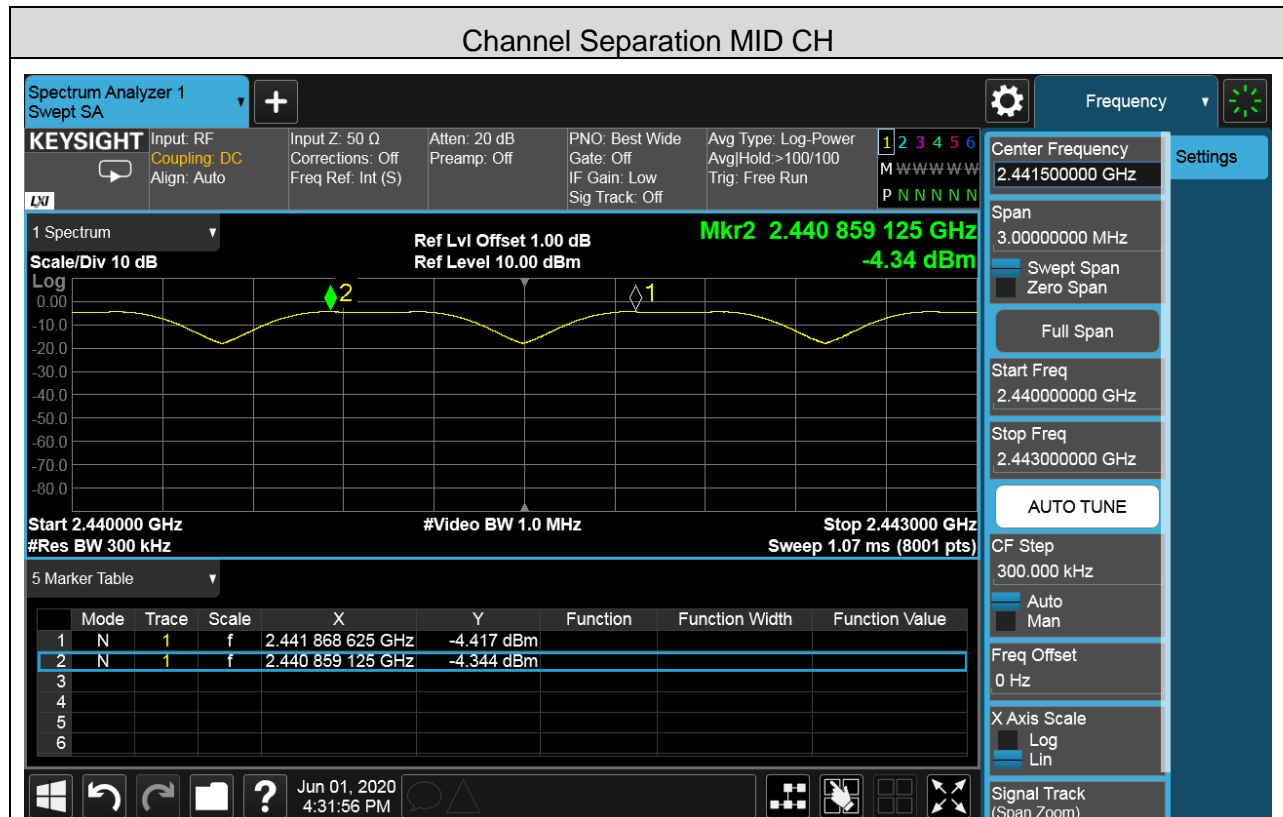 Channel Separation MID CH
Spectrum Analyzer 1
Swept SA
+
Frequency
KEYSIGHT
LXI
Input: RF
Coupling: DC
Align: Auto
Input Z: 50 Ω
Corrections: Off
Freq Ref: Int (S)
Atten: 20 dB
Preamp: Off
PNO: Best Wide
Gate: Off
IF Gain: Low
Sig Track: Off
Avg Type: Log-Power
Avg|Hold:>100/100
Trig: Free Run
1 2 3 4 5 6
M W W W W W
P N N N N N
1 Spectrum
Scale/Div 10 dB
Ref Lvl Offset 1.00 dB
Ref Level 10.00 dBm
Mkr2 2.440 859 125 GHz
-4.34 dBm
Log
0.00
-10.0
-20.0
-30.0
-40.0
-50.0
-60.0
-70.0
-80.0
2
1
Start 2.440000 GHz
#Res BW 300 kHz
#Video BW 1.0 MHz
Stop 2.443000 GHz
Sweep 1.07 ms (8001 pts)
5 Marker Table
Mode Trace Scale X Y Function Function Width Function Value
1 N 1 f 2.441 868 625 GHz -4.417 dBm
2 N 1 f 2.440 859 125 GHz -4.344 dBm
3
4
5
6
?
Jun 01, 2020
4:31:56 PM
Center Frequency
2.441500000 GHz
Settings
Span
3.00000000 MHz
Swept Span
Zero Span
Full Span
Start Freq
2.440000000 GHz
Stop Freq
2.443000000 GHz
AUTO TUNE
CF Step
300.000 kHz
Auto
Man
Freq Offset
0 Hz
X Axis Scale
Log
Lin
Signal Track
(Span Zoom)